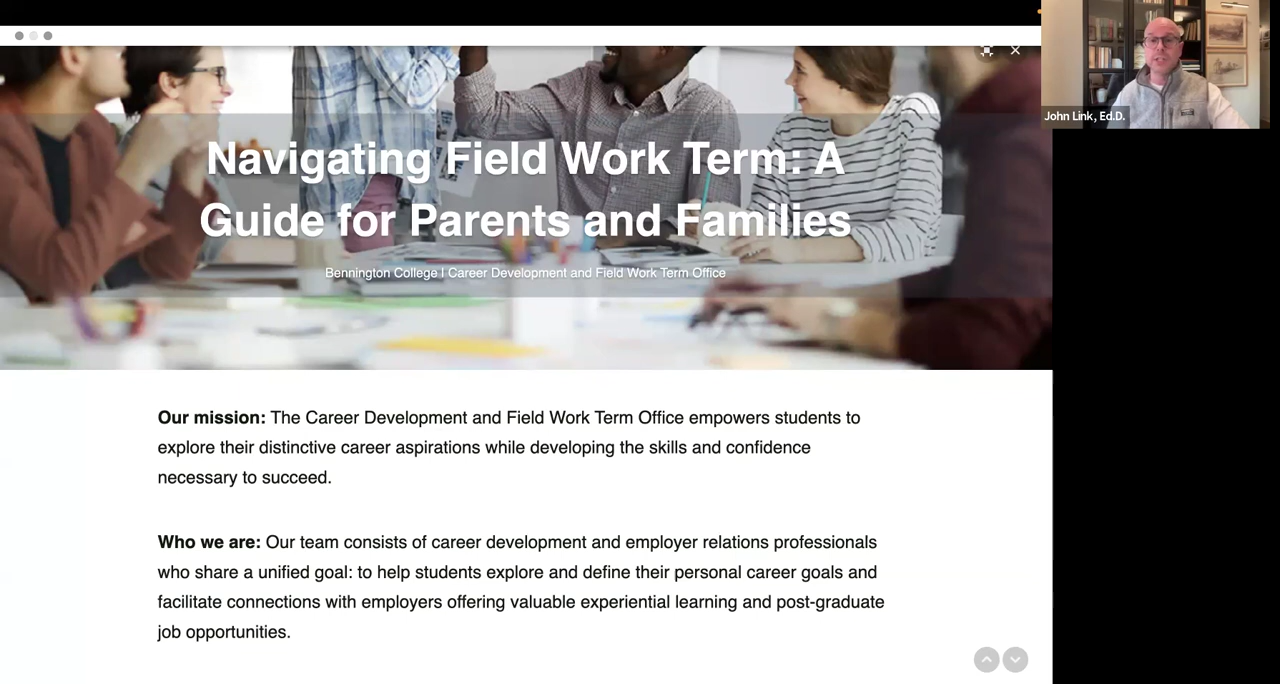 John Link, Ed.D.
Navigating Field Work Term: A
Guide for Parents and Families
Bennington College | Career Development and Field Work Term Office
Our mission: The Career Development and Field Work Term Office empowers students to
explore their distinctive career aspirations while developing the skills and confidence
necessary to succeed.
Who we are: Our team consists of career development and employer relations professionals
who share a unified goal: to help students explore and define their personal career goals and
facilitate connections with employers offering valuable experiential learning and post-graduate
job opportunities.